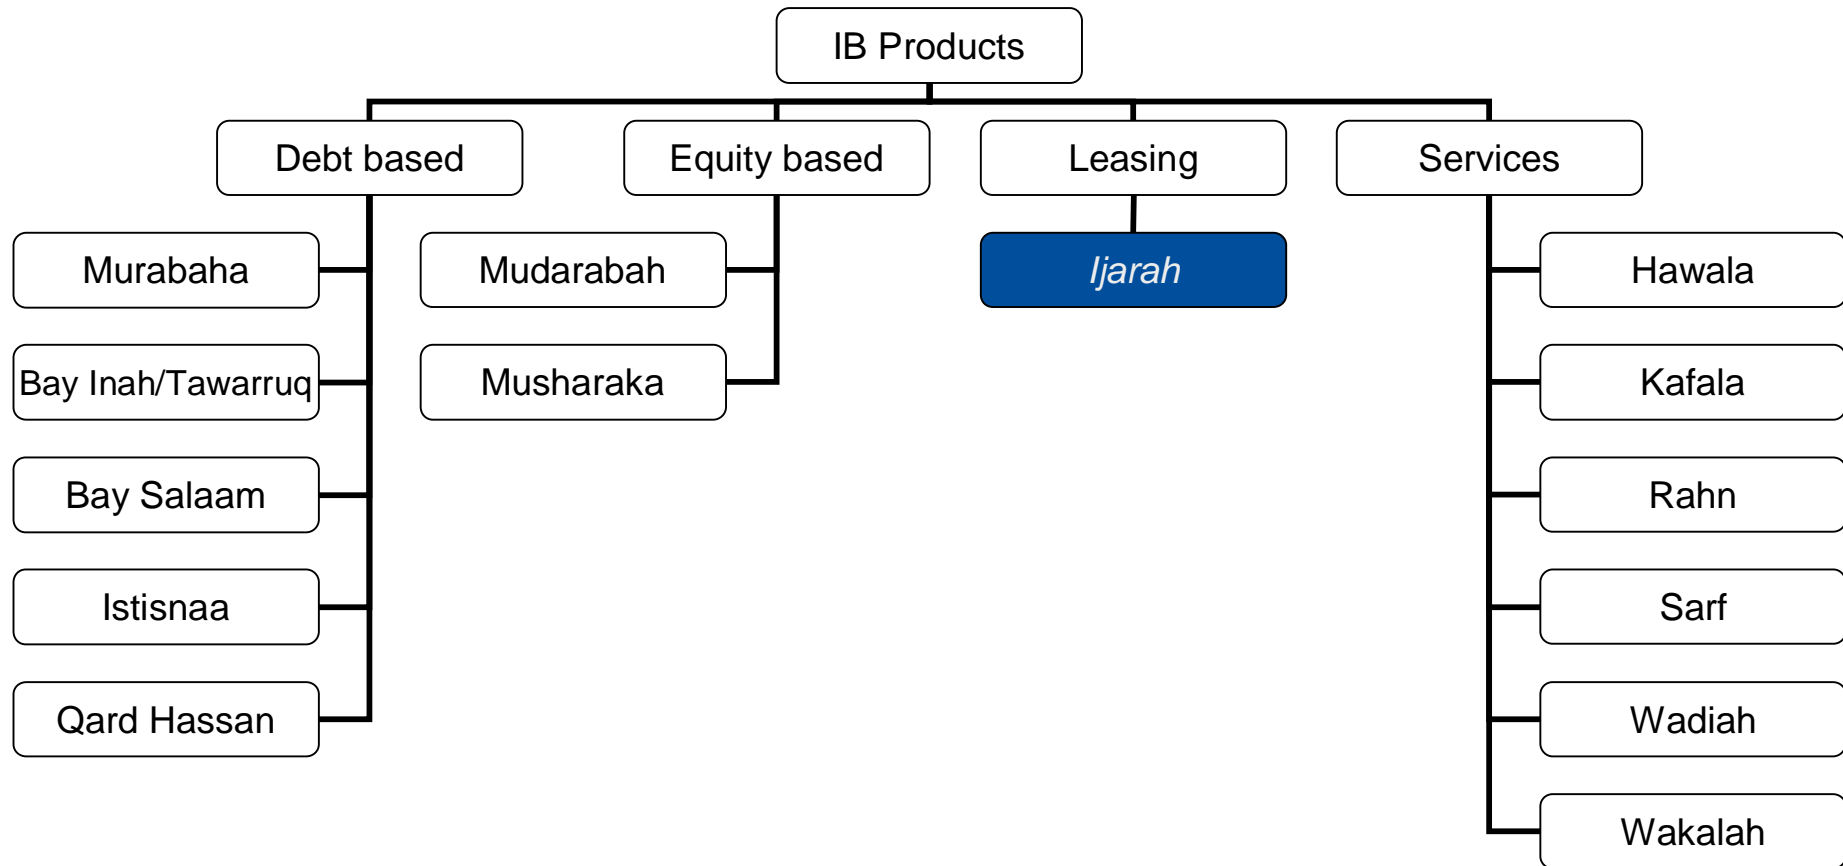 IB Products
Debt based
Equity based
Leasing
Services
Murabaha
Mudarabah
Ijarah
Hawala
Bay Inah/Tawarruq
Musharaka
Kafala
Bay Salaam
Rahn
Istisnaa
Sarf
Qard Hassan
Wadiah
Wakalah